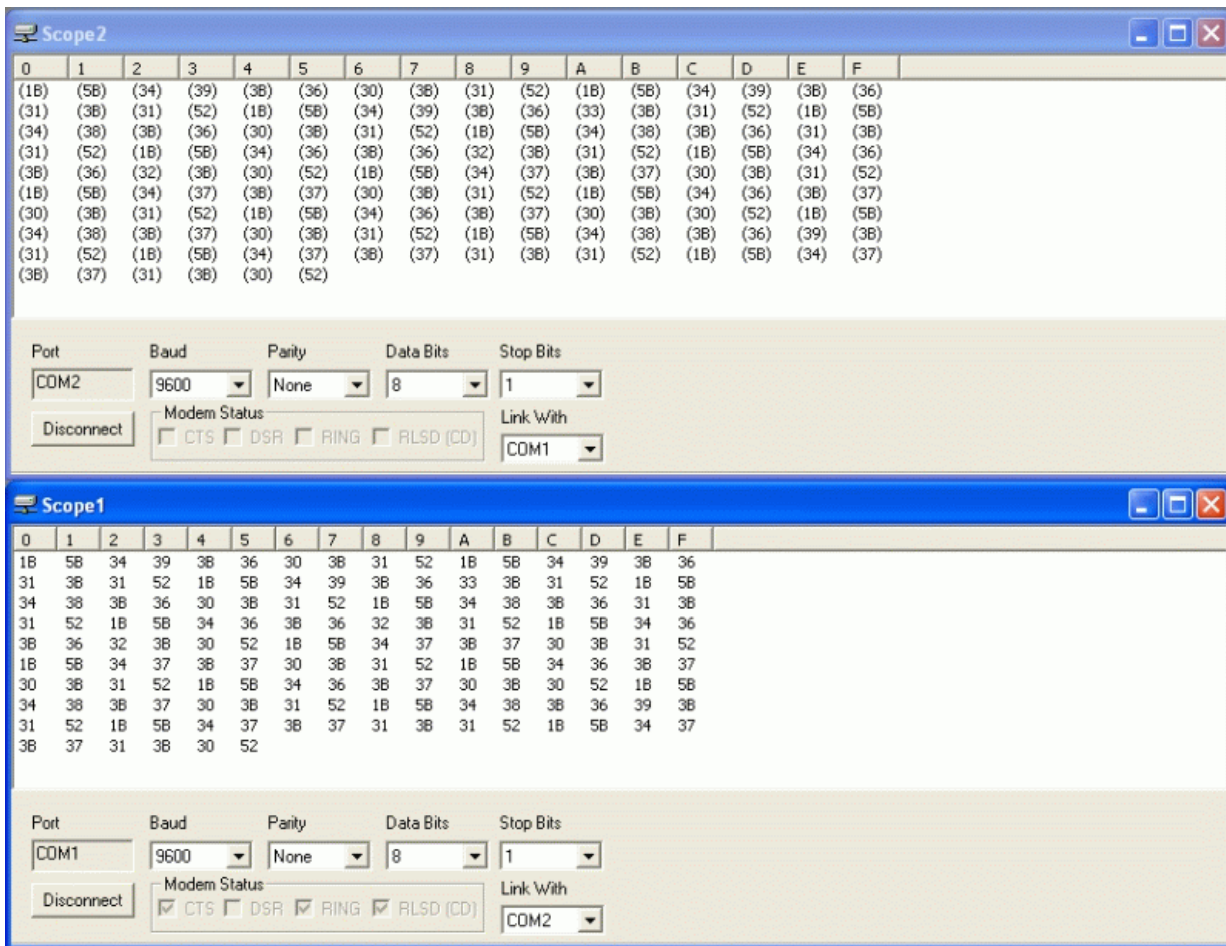 Scope2
0 1 2 3 4 5 6 7 8 9 A B C D E F
(1B) (5B) (34) (39) (3B) (36) (30) (3B) (31) (52) (1B) (5B) (34) (39) (3B) (36)
(31) (3B) (31) (52) (1B) (5B) (34) (39) (3B) (36) (33) (3B) (31) (52) (1B) (5B)
(34) (38) (3B) (36) (30) (3B) (31) (52) (1B) (5B) (34) (38) (3B) (36) (31) (3B)
(31) (52) (1B) (5B) (34) (36) (3B) (36) (32) (3B) (31) (52) (1B) (5B) (34) (36)
(3B) (36) (32) (3B) (30) (52) (1B) (5B) (34) (37) (3B) (37) (30) (3B) (31) (52)
(1B) (5B) (34) (37) (3B) (37) (30) (3B) (31) (52) (1B) (5B) (34) (36) (3B) (37)
(30) (3B) (31) (52) (1B) (5B) (34) (36) (3B) (37) (30) (3B) (30) (52) (1B) (5B)
(34) (38) (3B) (37) (30) (3B) (31) (52) (1B) (5B) (34) (38) (3B) (36) (39) (3B)
(31) (52) (1B) (5B) (34) (37) (3B) (37) (31) (3B) (31) (52) (1B) (5B) (34) (37)
(3B) (37) (31) (3B) (30) (52)
Port Baud Parity Data Bits Stop Bits
COM2 9600 None 8 1
Modem Status Link With
Disconnect CTS DSR RING RLSD (CD) COM1
Scope1
0 1 2 3 4 5 6 7 8 9 A B C D E F
1B 5B 34 39 3B 36 30 3B 31 52 1B 5B 34 39 3B 36
31 3B 31 52 1B 5B 34 39 3B 36 33 3B 31 52 1B 5B
34 38 3B 36 30 3B 31 52 1B 5B 34 38 3B 36 31 3B
31 52 1B 5B 34 36 3B 36 32 3B 31 52 1B 5B 34 36
3B 36 32 3B 30 52 1B 5B 34 37 3B 37 30 3B 31 52
1B 5B 34 37 3B 37 30 3B 31 52 1B 5B 34 36 3B 37
30 3B 31 52 1B 5B 34 36 3B 37 30 3B 30 52 1B 5B
34 38 3B 37 30 3B 31 52 1B 5B 34 38 3B 36 39 3B
31 52 1B 5B 34 37 3B 37 31 3B 31 52 1B 5B 34 37
3B 37 31 3B 30 52
Port Baud Parity Data Bits Stop Bits
COM1 9600 None 8 1
Modem Status Link With
Disconnect CTS DSR RING RLSD (CD) COM2